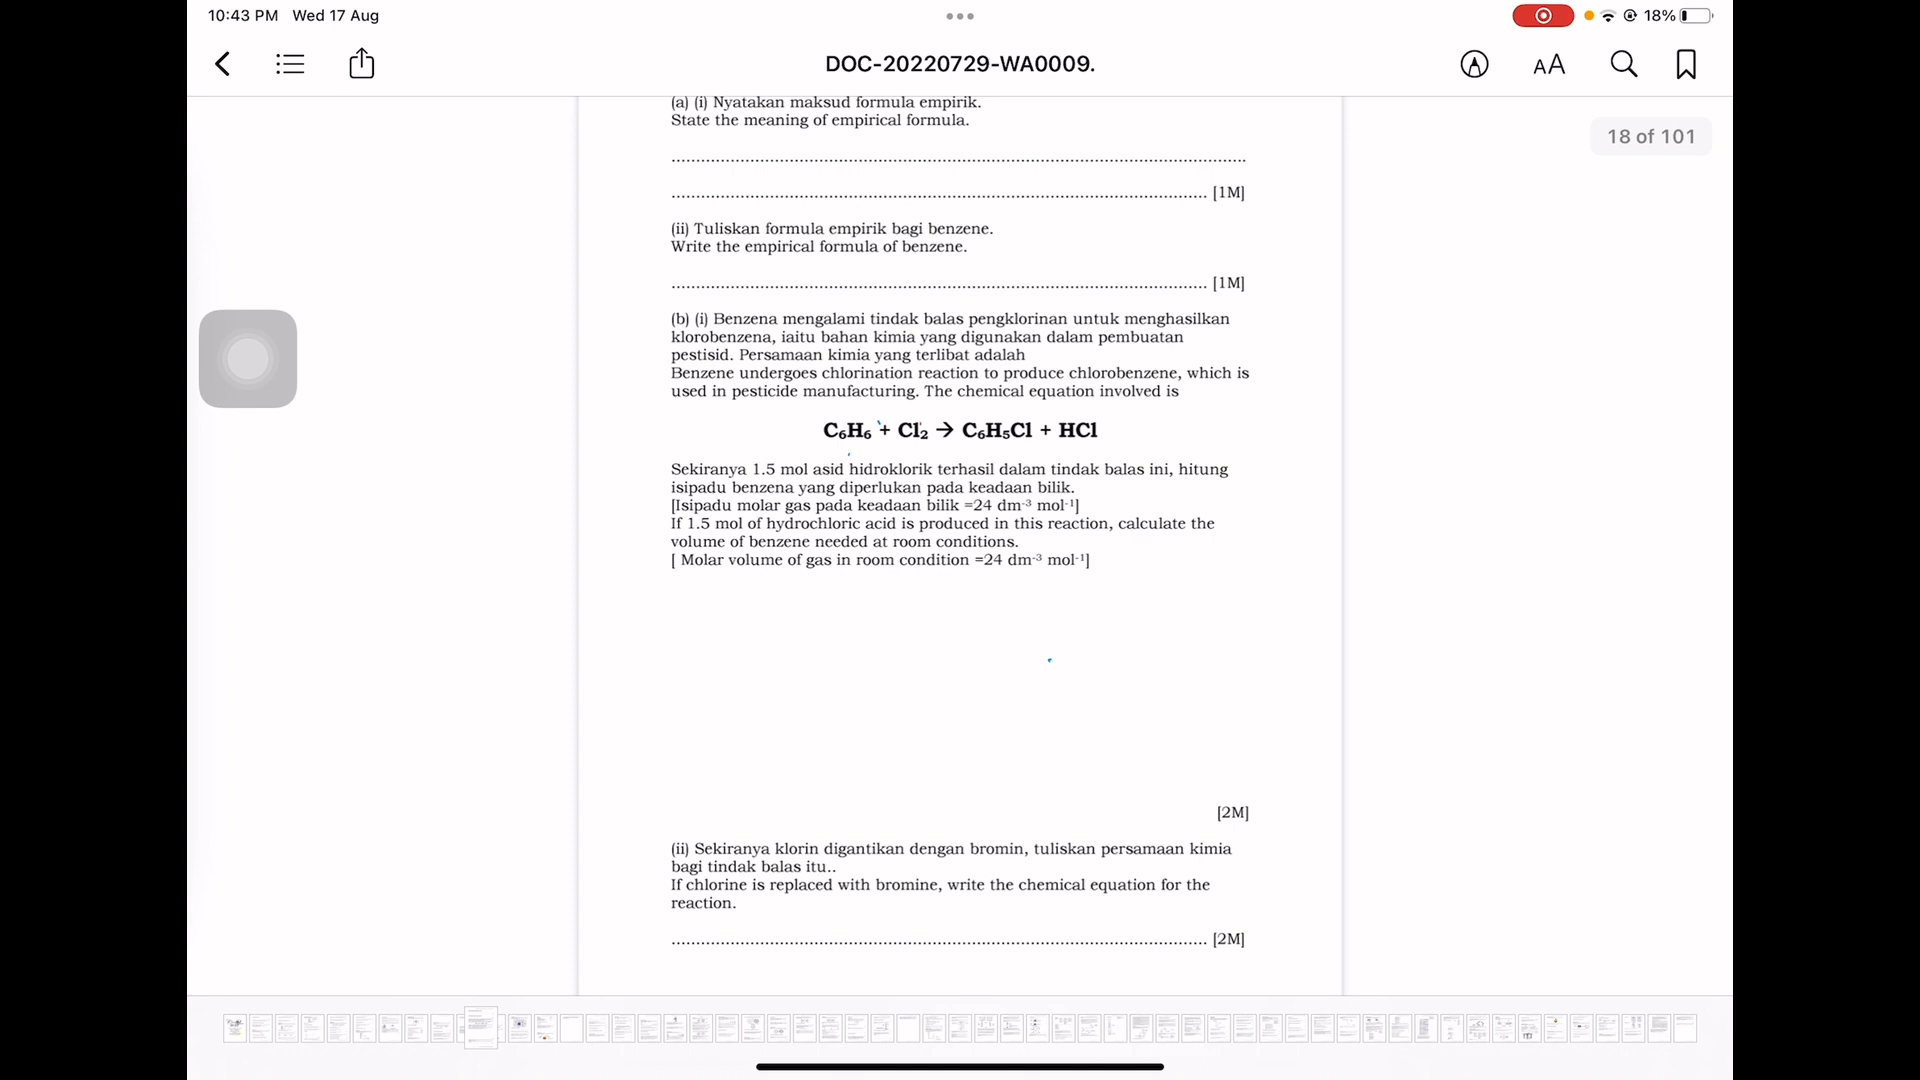 10:43 PM Wed 17 Aug
18%
DOC-20220729-WA0009.
AA
18 of 101
(a) (i) Nyatakan maksud formula empirik.
State the meaning of empirical formula.
.......................................................................................................................
............................................................................................................... [1M]
(ii) Tuliskan formula empirik bagi benzene.
Write the empirical formula of benzene.
............................................................................................................... [1M]
(b) (i) Benzena mengalami tindak balas pengklorinan untuk menghasilkan
klorobenzena, iaitu bahan kimia yang digunakan dalam pembuatan
pestisid. Persamaan kimia yang terlibat adalah
Benzene undergoes chlorination reaction to produce chlorobenzene, which is
used in pesticide manufacturing. The chemical equation involved is
C₆H₆ + Cl₂ → C₆H₅Cl + HCl
Sekiranya 1.5 mol asid hidroklorik terhasil dalam tindak balas ini, hitung
isipadu benzena yang diperlukan pada keadaan bilik.
[Isipadu molar gas pada keadaan bilik =24 dm⁻³ mol⁻¹]
If 1.5 mol of hydrochloric acid is produced in this reaction, calculate the
volume of benzene needed at room conditions.
[ Molar volume of gas in room condition =24 dm⁻³ mol⁻¹]
[2M]
(ii) Sekiranya klorin digantikan dengan bromin, tuliskan persamaan kimia
bagi tindak balas itu..
If chlorine is replaced with bromine, write the chemical equation for the
reaction.
............................................................................................................... [2M]